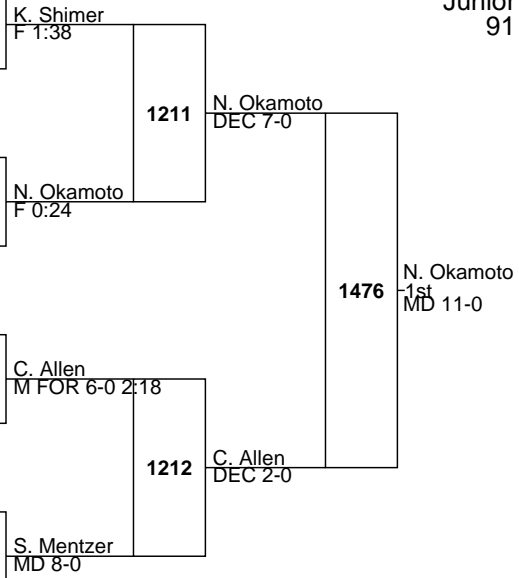 Junior
91
K. Shimer
F 1:38
1211
N. Okamoto
DEC 7-0
N. Okamoto
F 0:24
1476
N. Okamoto
1st
MD 11-0
C. Allen
M FOR 6-0 2:18
1212
C. Allen
DEC 2-0
S. Mentzer
MD 8-0